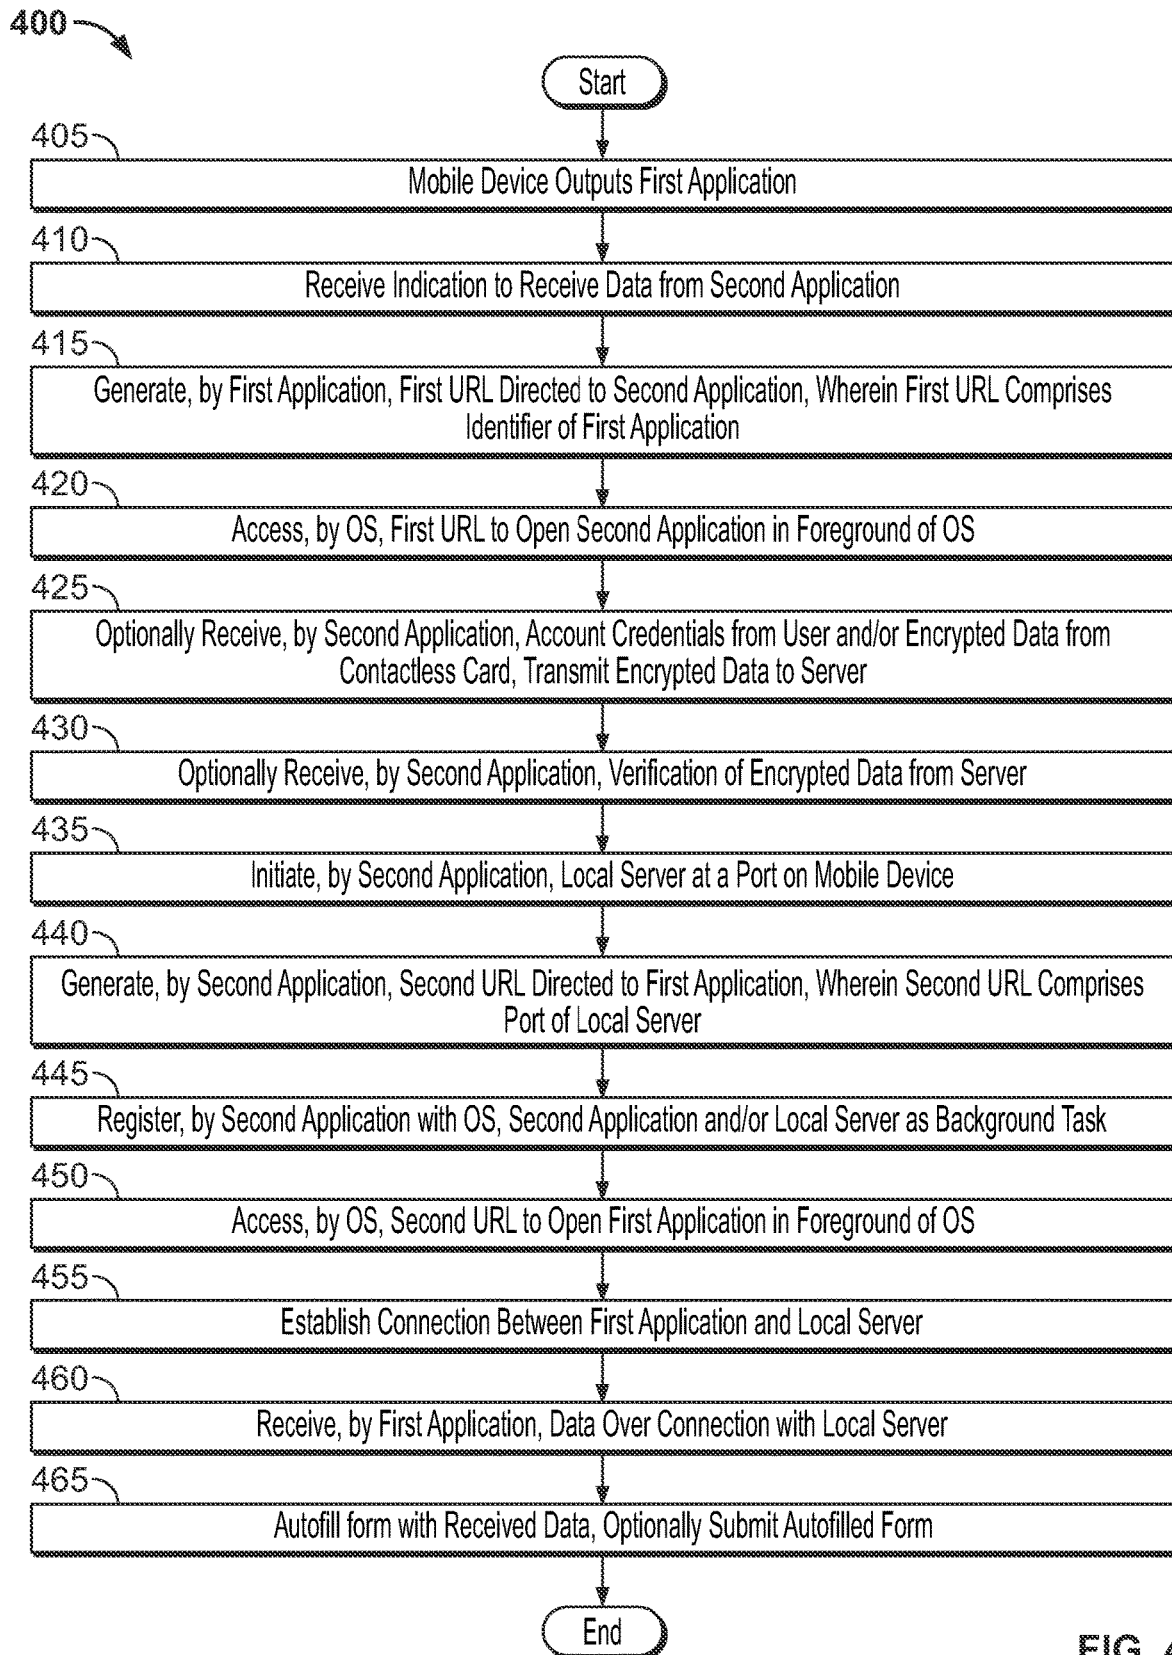 400
Start
405
Mobile Device Outputs First Application
410
Receive Indication to Receive Data from Second Application
415
Generate, by First Application, First URL Directed to Second Application, Wherein First URL Comprises
Identifier of First Application
420
Access, by OS, First URL to Open Second Application in Foreground of OS
425
Optionally Receive, by Second Application, Account Credentials from User and/or Encrypted Data from
Contactless Card, Transmit Encrypted Data to Server
430
Optionally Receive, by Second Application, Verification of Encrypted Data from Server
435
Initiate, by Second Application, Local Server at a Port on Mobile Device
440
Generate, by Second Application, Second URL Directed to First Application, Wherein Second URL Comprises
Port of Local Server
445
Register, by Second Application with OS, Second Application and/or Local Server as Background Task
450
Access, by OS, Second URL to Open First Application in Foreground of OS
455
Establish Connection Between First Application and Local Server
460
Receive, by First Application, Data Over Connection with Local Server
465
Autofill form with Received Data, Optionally Submit Autofilled Form
End
FIG. 4